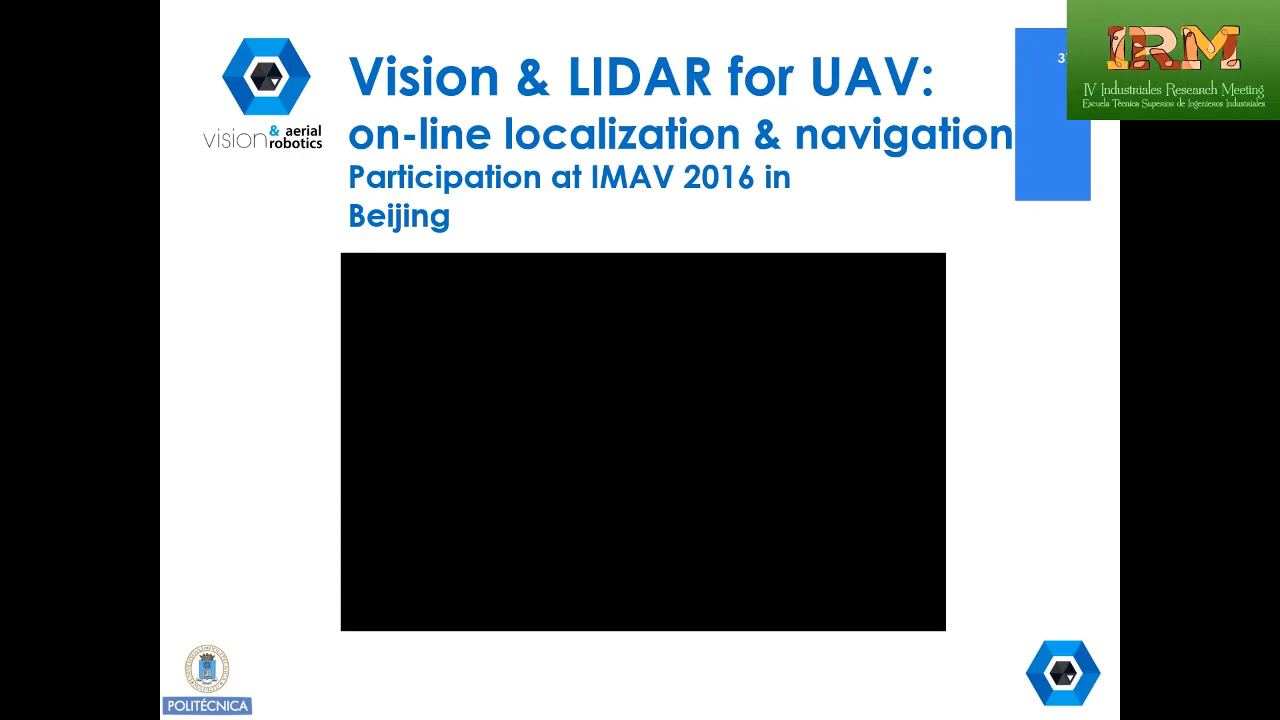 Vision & LIDAR for UAV:
on-line localization & navigation
Participation at IMAV 2016 in
Beijing
vision & aerial robotics
IRM
IV Industriales Research Meeting
Escuela Técnica Superior de Ingenieros Industriales
POLITÉCNICA